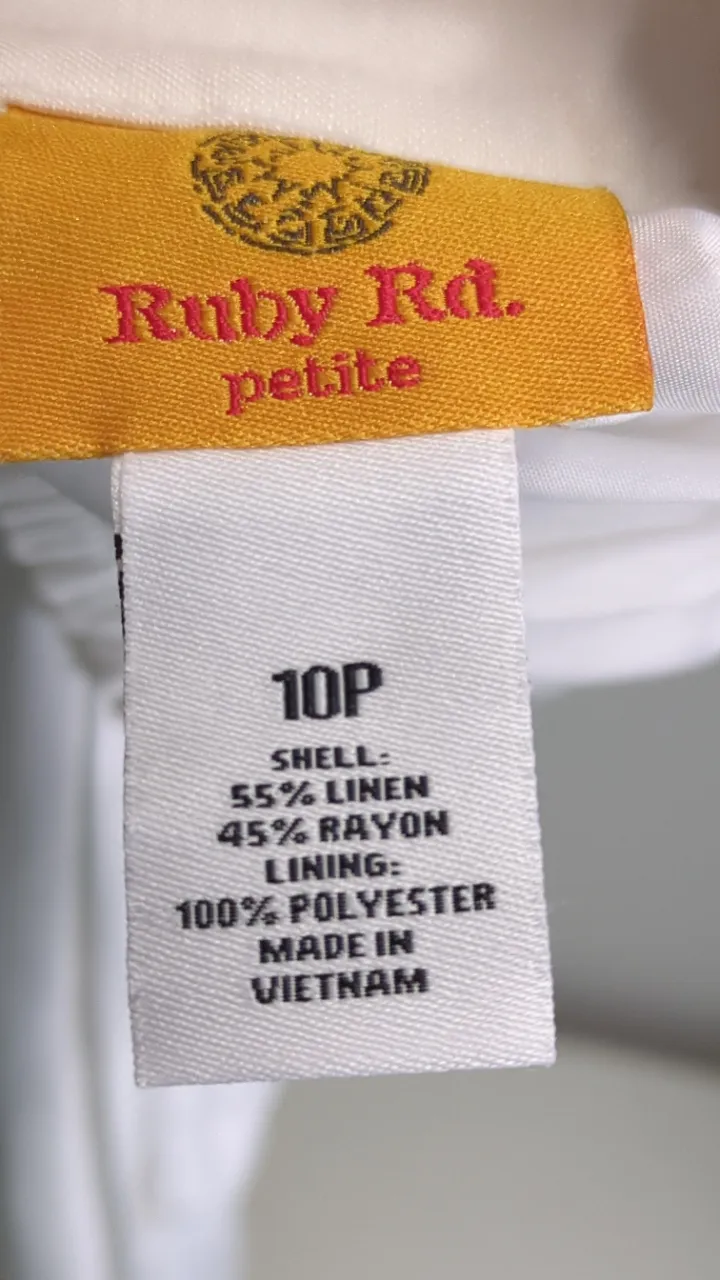 Ruby Rd.
petite
10P
SHELL:
55% LINEN
45% RAYON
LINING:
100% POLYESTER
MADE IN
VIETNAM